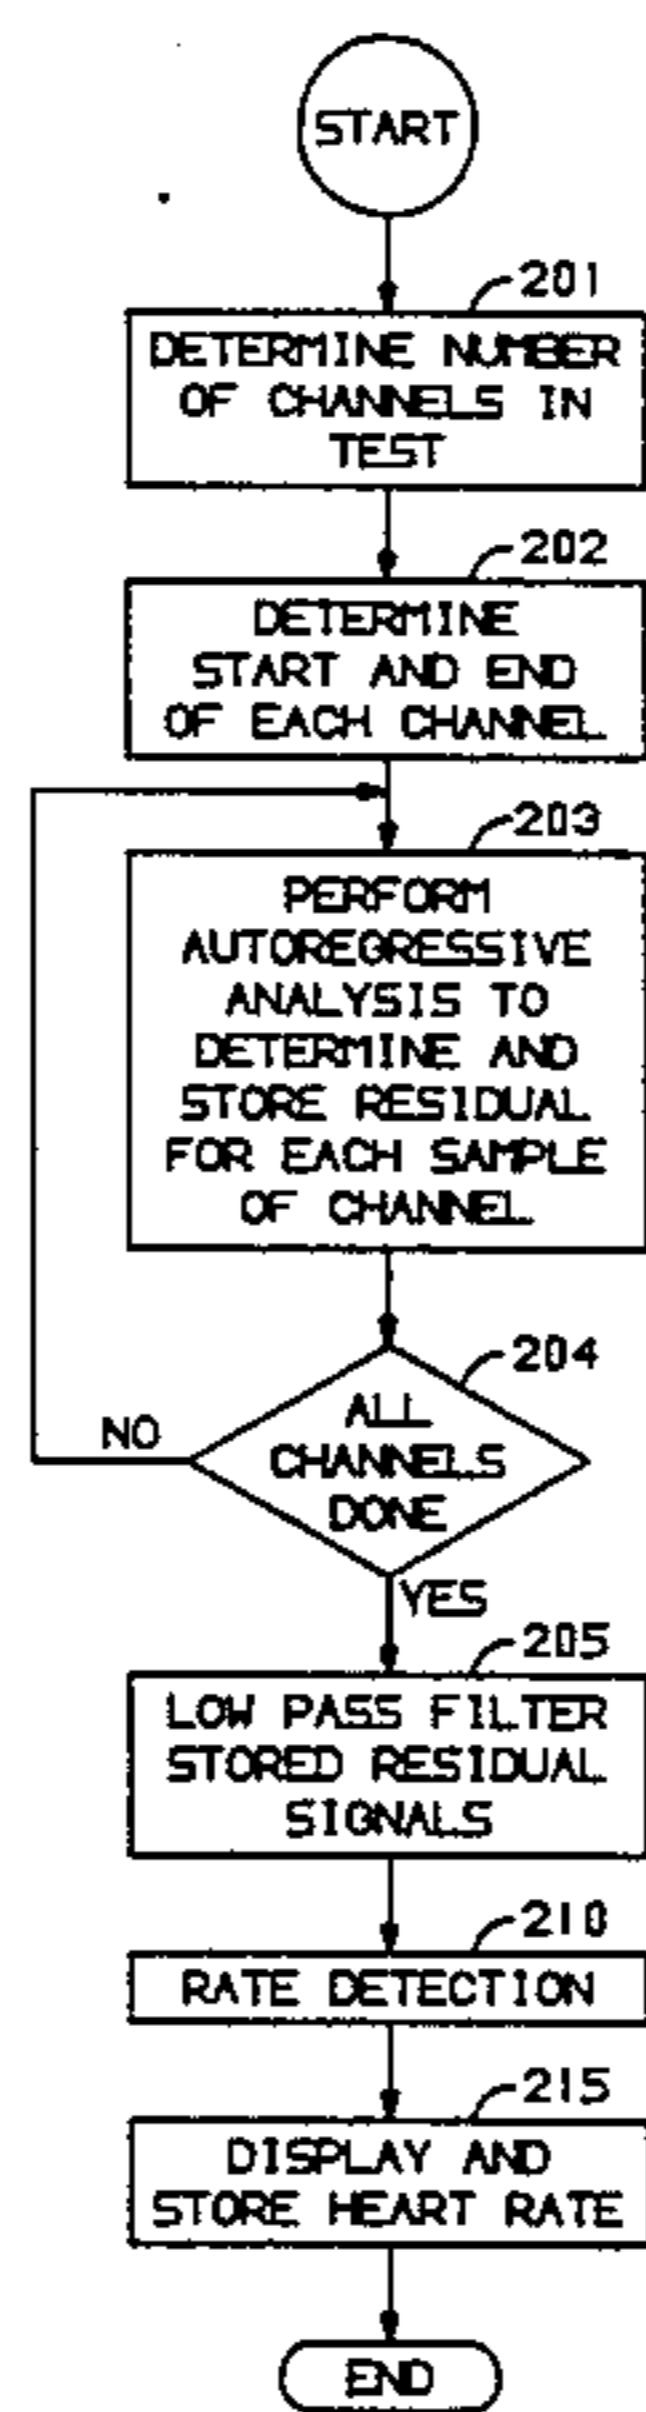 START
201
DETERMINE NUMBER
OF CHANNELS IN
TEST
202
DETERMINE
START AND END
OF EACH CHANNEL
203
PERFORM
AUTOREGRESSIVE
ANALYSIS TO
DETERMINE AND
STORE RESIDUAL
FOR EACH SAMPLE
OF CHANNEL
204
ALL
CHANNELS
DONE
NO
YES
205
LOW PASS FILTER
STORED RESIDUAL
SIGNALS
210
RATE DETECTION
215
DISPLAY AND
STORE HEART RATE
END